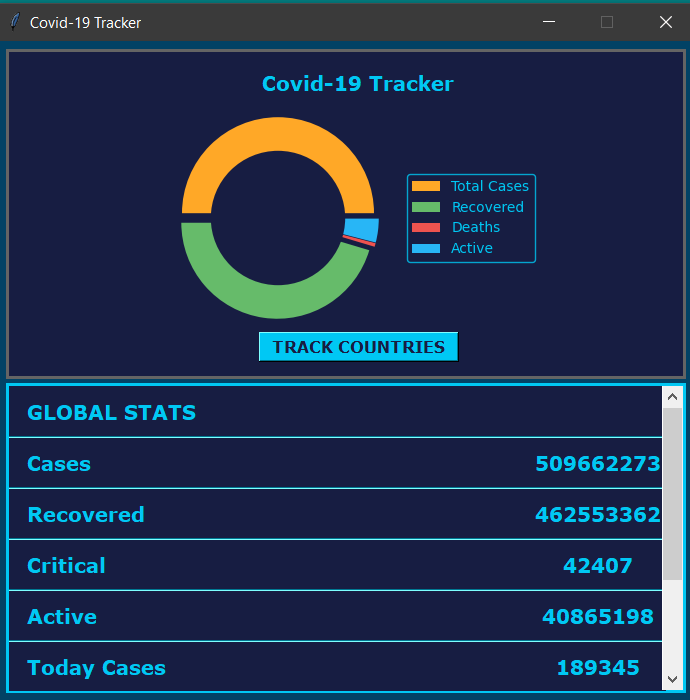 Covid-19 Tracker
Covid-19 Tracker
Total Cases
Recovered
Deaths
Active
TRACK COUNTRIES
GLOBAL STATS
Cases 509662273
Recovered 462553362
Critical 42407
Active 40865198
Today Cases 189345